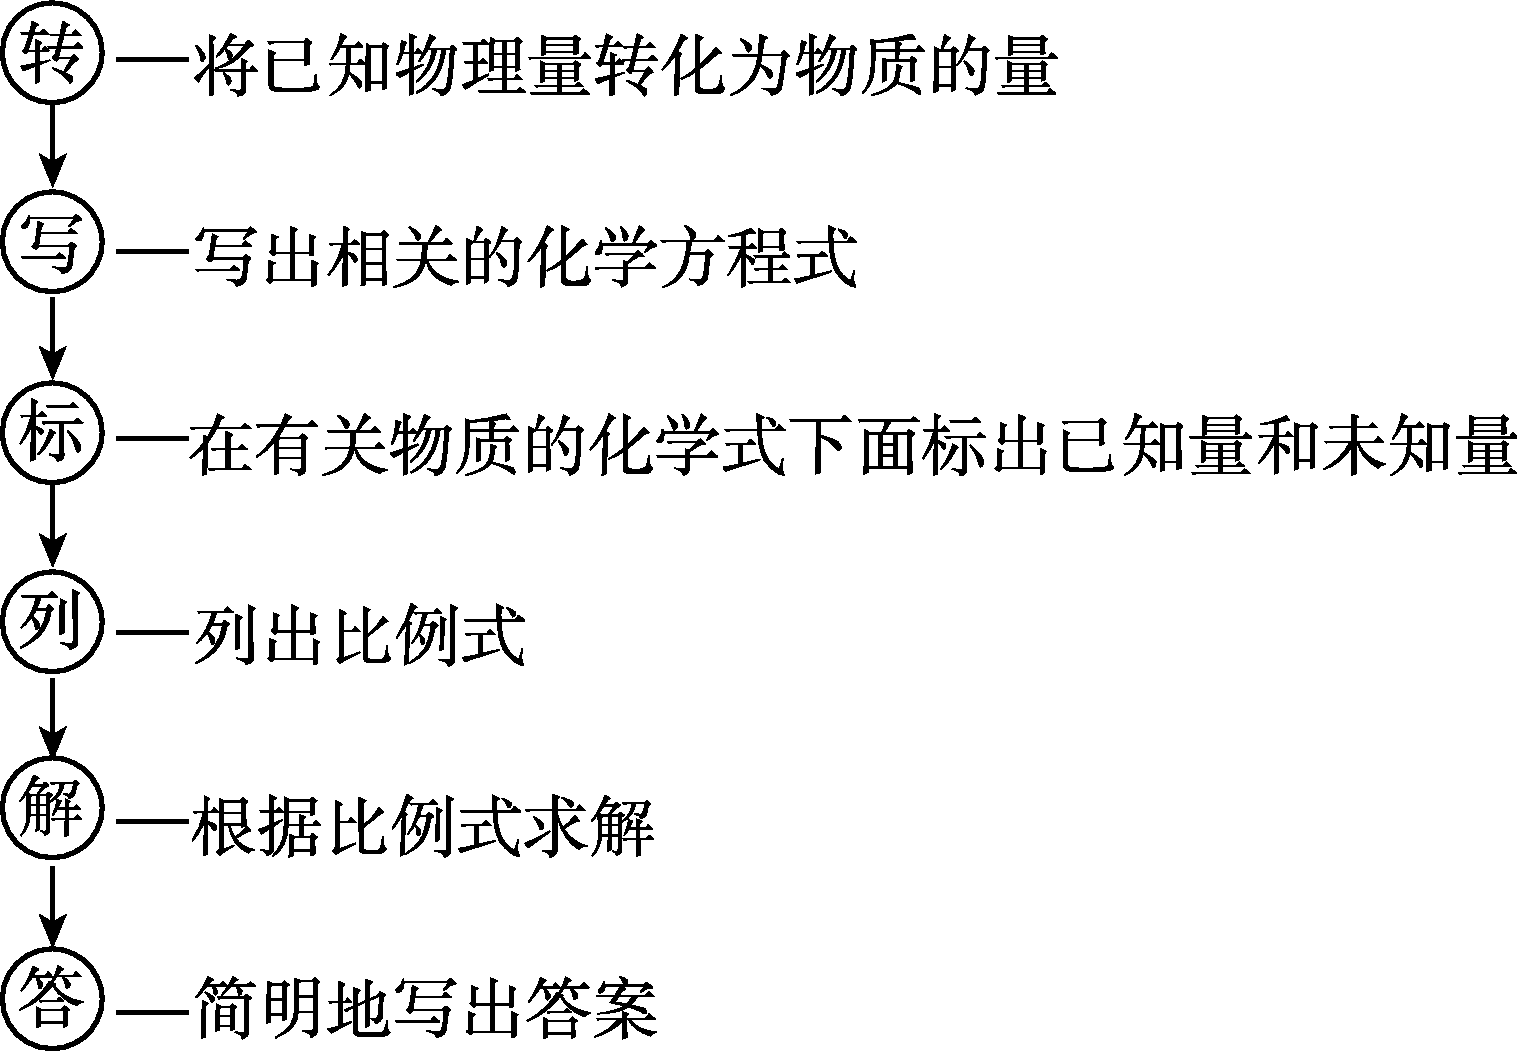 转—将已知物理量转化为物质的量
写—写出相关的化学方程式
标—在有关物质的化学式下面标出已知量和未知量
列—列出比例式
解—根据比例式求解
答—简明地写出答案